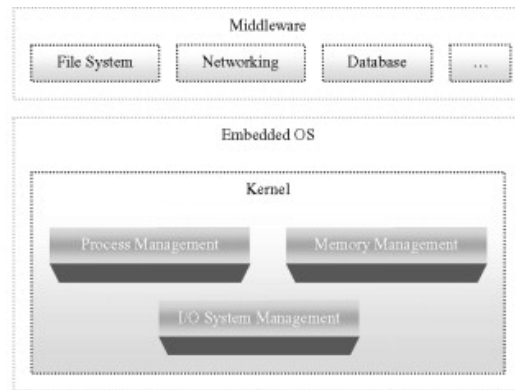 Middleware
File System
Networking
Database
...
Embedded OS
Kernel
Process Management
Memory Management
I/O System Management